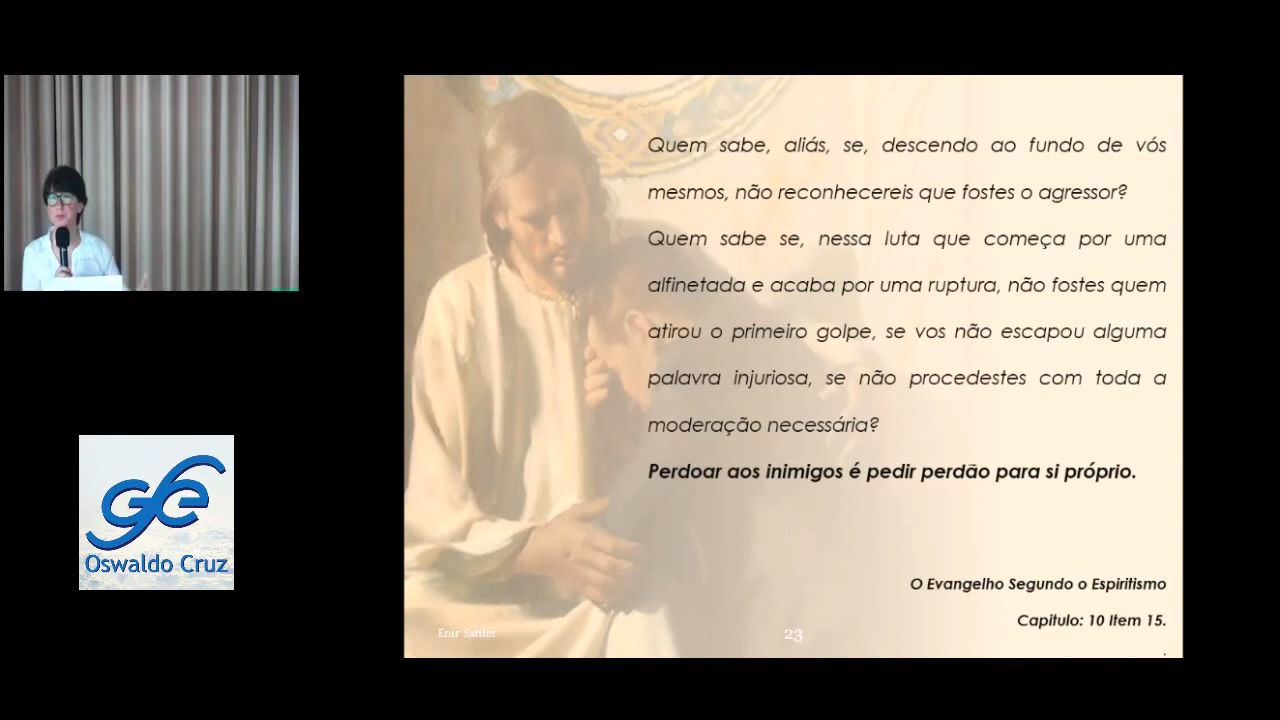 Quem sabe, aliás, se, descendo ao fundo de vós
mesmos, não reconhecereis que fostes o agressor?
Quem sabe se, nessa luta que começa por uma
alfinetada e acaba por uma ruptura, não fostes quem
atirou o primeiro golpe, se vos não escapou alguma
palavra injuriosa, se não procedestes com toda a
moderação necessária?
Perdoar aos inimigos é pedir perdão para si próprio.
gfe
Oswaldo Cruz
O Evangelho Segundo o Espiritismo
Capitulo: 10 Item 15.
.
Enir Sattler
23